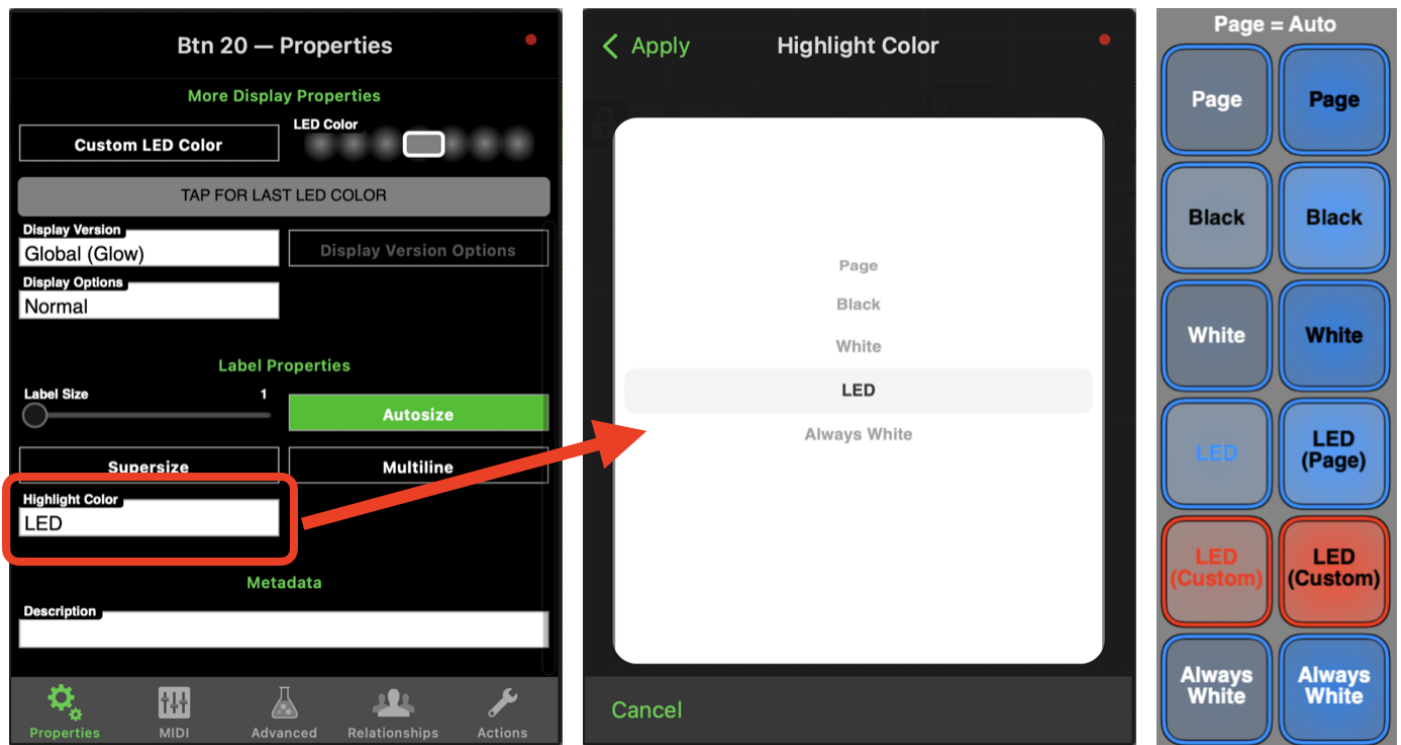 Btn 20 — Properties
More Display Properties
Custom LED Color
LED Color
TAP FOR LAST LED COLOR
Display Version
Global (Glow)
Display Version Options
Display Options
Normal
Label Properties
Label Size
1
Autosize
Supersize
Multiline
Highlight Color
LED
Metadata
Description
Properties
MIDI
Advanced
Relationships
Actions
Apply
Highlight Color
Page
Black
White
LED
Always White
Cancel
Page = Auto
Page
Page
Black
Black
White
White
LED
LED
(Page)
LED
(Custom)
LED
(Custom)
Always
White
Always
White